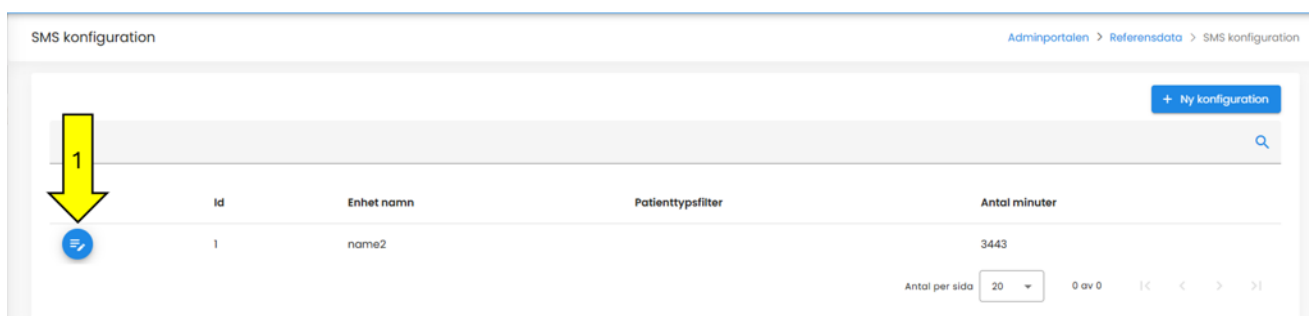 SMS konfiguration
Adminportalen > Referensdata > SMS konfiguration
+ Ny konfiguration
1
Id Enhet namn Patienttypsfilter Antal minuter
1 name2 3443
Antal per sida 20 0 av 0